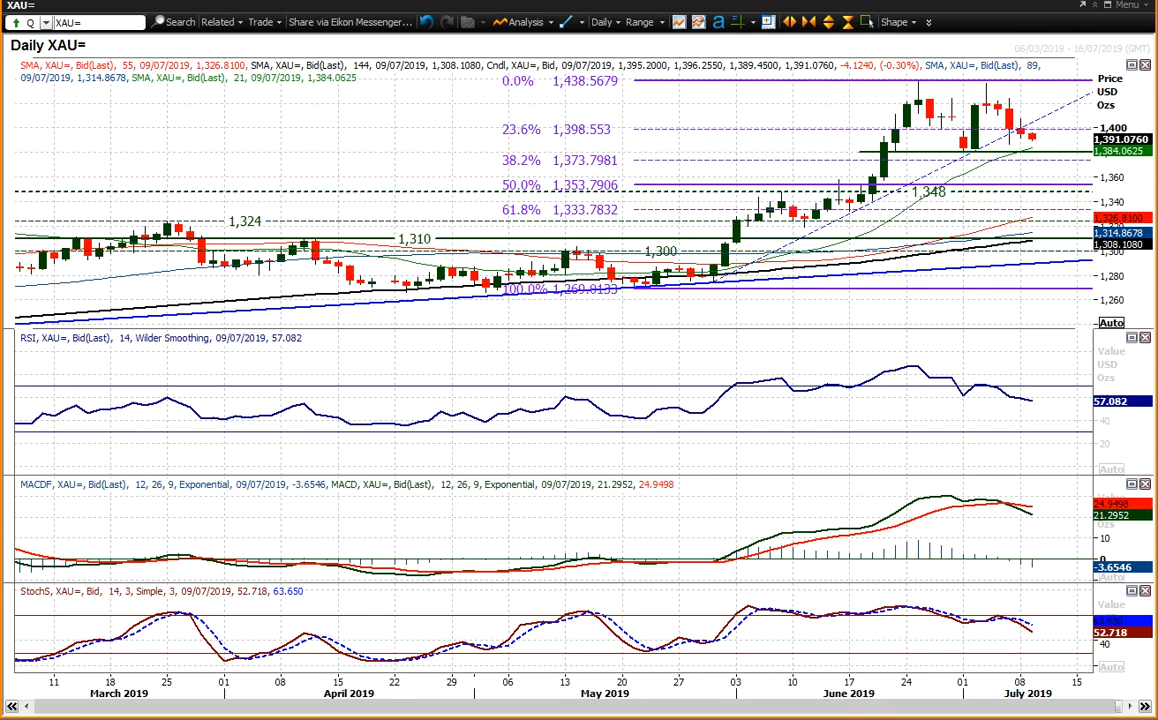 XAU=
Menu
Q XAU= Search Related Trade Share via Eikon Messenger... Analysis Daily Range a Shape
Daily XAU=
06/03/2019 - 16/07/2019 (GMT)
SMA, XAU=, Bid(Last), 55, 09/07/2019, 1,326.8100, SMA, XAU=, Bid(Last), 144, 09/07/2019, 1,308.1080, Cndl, XAU=, Bid, 09/07/2019, 1,395.2000, 1,396.2550, 1,389.4500, 1,391.0760, -4.1240, (-0.30%), SMA, XAU=, Bid(Last), 89,
09/07/2019, 1,314.8678, SMA, XAU=, Bid(Last), 21, 09/07/2019, 1,384.0625
Price
USD
Ozs
0.0% 1,438.5679
23.6% 1,398.553
1,400
1,391.0760
1,384.0625
38.2% 1,373.7981
1,360
50.0% 1,353.7906
1,348
1,340
61.8% 1,333.7832
1,326.8100
1,324
1,314.8678
1,310
1,308.1080
1,300
1,300
1,280
100.0% 1,269.0133
1,260
Auto
RSI, XAU=, Bid(Last), 14, Wilder Smoothing, 09/07/2019, 57.082
Value
USD
Ozs
57.082
40
20
Auto
MACDF, XAU=, Bid(Last), 12, 26, 9, Exponential, 09/07/2019, -3.6546, MACD, XAU=, Bid(Last), 12, 26, 9, Exponential, 09/07/2019, 21.2952, 24.9498
24.9498
21.2952
Ozs
10
0
-3.6546
Auto
StochS, XAU=, Bid, 14, 3, Simple, 3, 09/07/2019, 52.718, 63.650
Value
63.650
52.718
40
Auto
11 18 25 01 08 15 22 29 06 13 20 27 03 10 17 24 01 08 15
March 2019 April 2019 May 2019 June 2019 July 2019